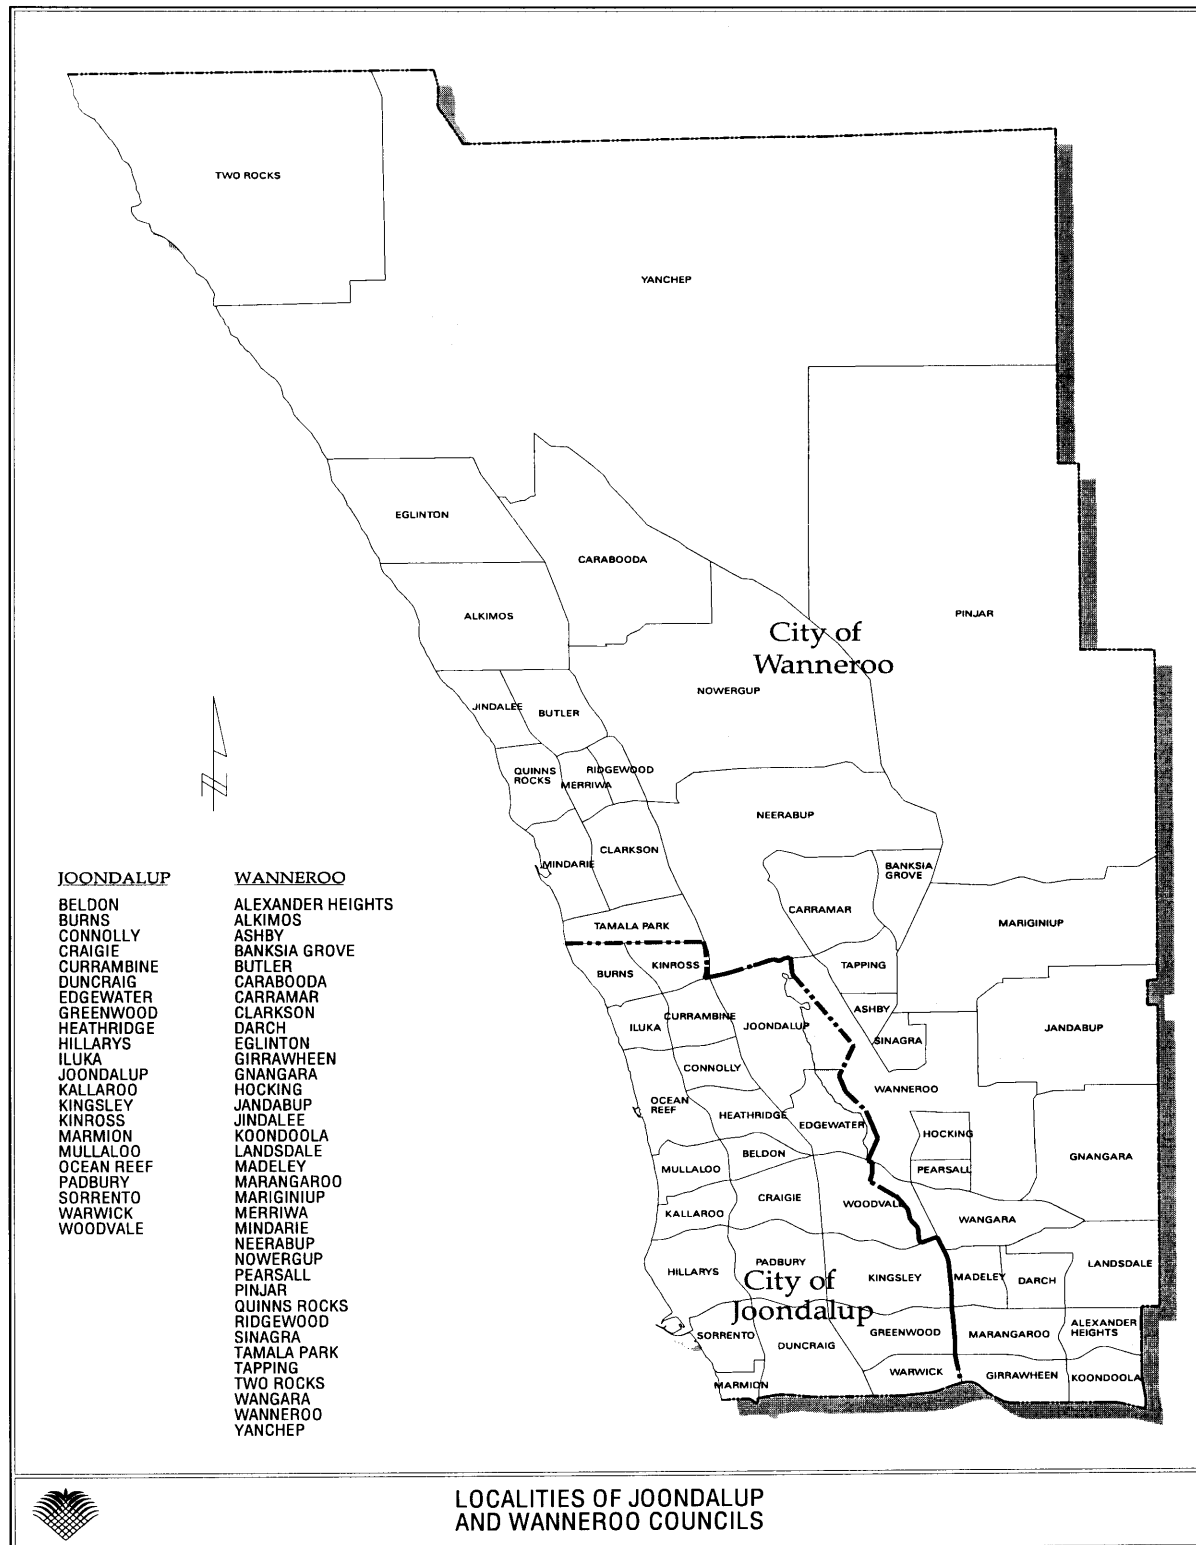 TWO ROCKS
YANCHEP
EGLINTON
CARABOODA
ALKIMOS
PINJAR
City of
Wanneroo
NOWERGUP
JINDALEE
BUTLER
QUINNS
ROCKS
RIDGEWOOD
MERRIWA
NEERABUP
CLARKSON
MINDARIE
BANKSIA
GROVE
CARRAMAR
MARIGINIUP
TAMALA PARK
TAPPING
KINROSS
BURNS
ASHBY
CURRAMBINE
ILUKA
JOONDALUP
SINAGRA
JANDABUP
CONNOLLY
WANNEROO
OCEAN
REEF
HEATHRIDGE
EDGEWATER
HOCKING
BELDON
GNANGARA
MULLALOO
PEARSALL
CRAIGIE
WOODVALE
KALLAROO
WANGARA
HILLARYS
PADBURY
KINGSLEY
MADELEY
DARCH
LANDSDALE
City of
Joondalup
SORRENTO
DUNCRAIG
GREENWOOD
MARANGAROO
ALEXANDER
HEIGHTS
WARWICK
MARMION
GIRRAWHEEN
KOONDOOLA
N
JOONDALUP
BELDON
BURNS
CONNOLLY
CRAIGIE
CURRAMBINE
DUNCRAIG
EDGEWATER
GREENWOOD
HEATHRIDGE
HILLARYS
ILUKA
JOONDALUP
KALLAROO
KINGSLEY
KINROSS
MARMION
MULLALOO
OCEAN REEF
PADBURY
SORRENTO
WARWICK
WOODVALE
WANNEROO
ALEXANDER HEIGHTS
ALKIMOS
ASHBY
BANKSIA GROVE
BUTLER
CARABOODA
CARRAMAR
CLARKSON
DARCH
EGLINTON
GIRRAWHEEN
GNANGARA
HOCKING
JANDABUP
JINDALEE
KOONDOOLA
LANDSDALE
MADELEY
MARANGAROO
MARIGINIUP
MERRIWA
MINDARIE
NEERABUP
NOWERGUP
PEARSALL
PINJAR
QUINNS ROCKS
RIDGEWOOD
SINAGRA
TAMALA PARK
TAPPING
TWO ROCKS
WANGARA
WANNEROO
YANCHEP
LOCALITIES OF JOONDALUP
AND WANNEROO COUNCILS